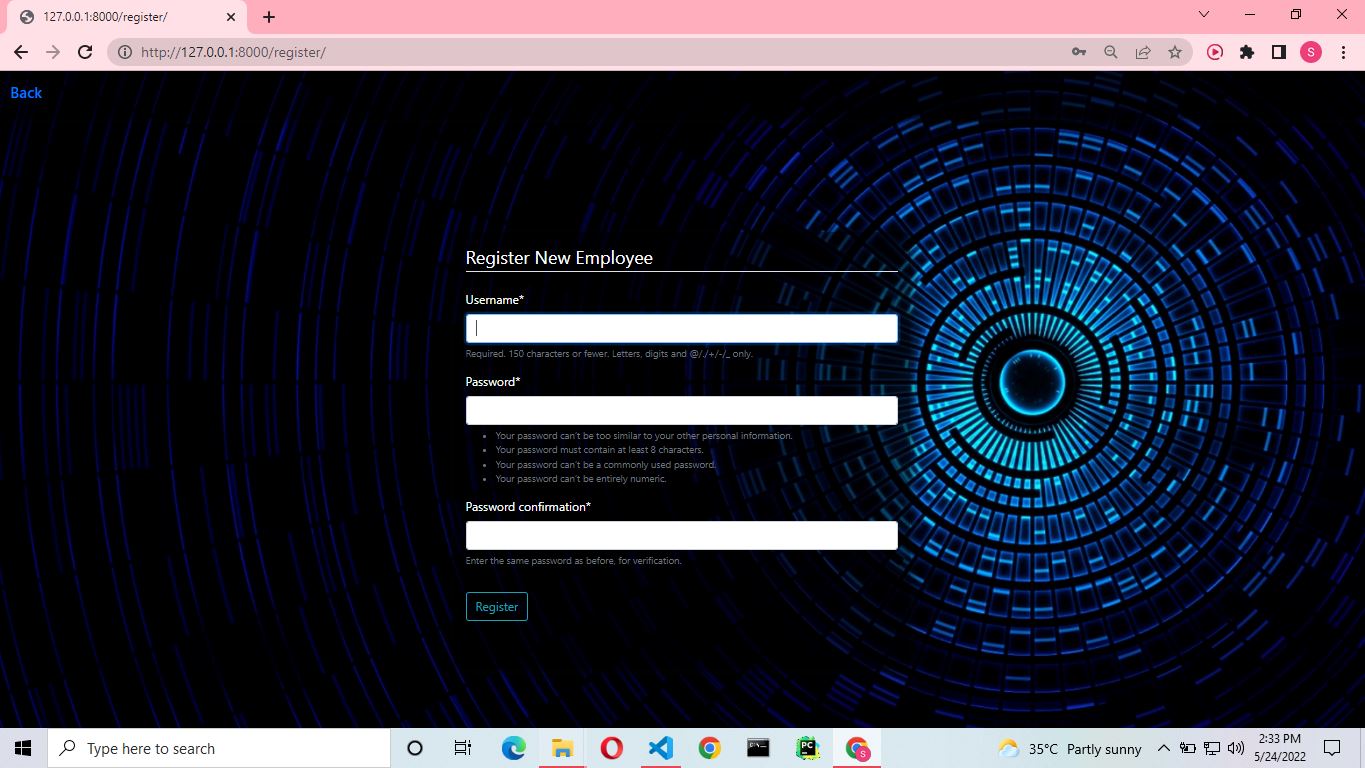 127.0.0.1:8000/register/
http://127.0.0.1:8000/register/
S
Back
Register New Employee
Username*
Required. 150 characters or fewer. Letters, digits and @/./+/-/_ only.
Password*
Your password can't be too similar to your other personal information.
Your password must contain at least 8 characters.
Your password can't be a commonly used password.
Your password can't be entirely numeric.
Password confirmation*
Enter the same password as before, for verification.
Register
Type here to search
PC
S
35°C Partly sunny
2:33 PM
5/24/2022